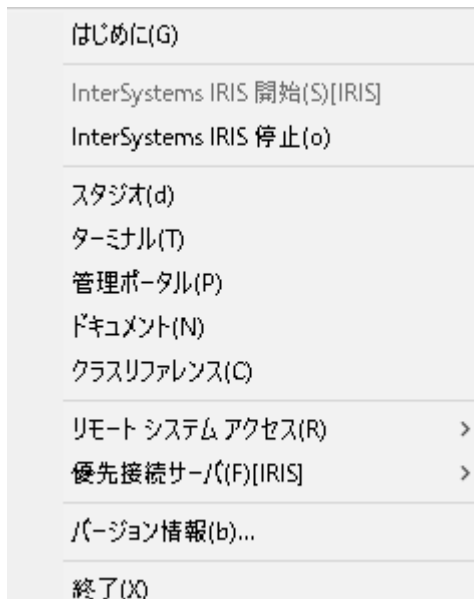 はじめに(G)
InterSystems IRIS 開始(S)[IRIS]
InterSystems IRIS 停止(o)
スタジオ(d)
ターミナル(T)
管理ポータル(P)
ドキュメント(N)
クラスリファレンス(C)
リモート システム アクセス(R)
優先接続サーバ(F)[IRIS]
バージョン情報(b)...
終了(X)